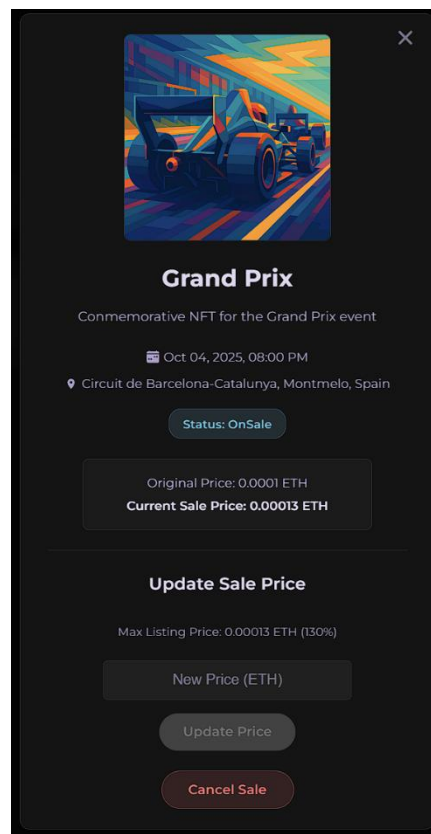 Grand Prix
Conmemorative NFT for the Grand Prix event
Oct 04, 2025, 08:00 PM
Circuit de Barcelona-Catalunya, Montmelo, Spain
Status: OnSale
Original Price: 0.0001 ETH
Current Sale Price: 0.00013 ETH
Update Sale Price
Max Listing Price: 0.00013 ETH (130%)
New Price (ETH)
Update Price
Cancel Sale